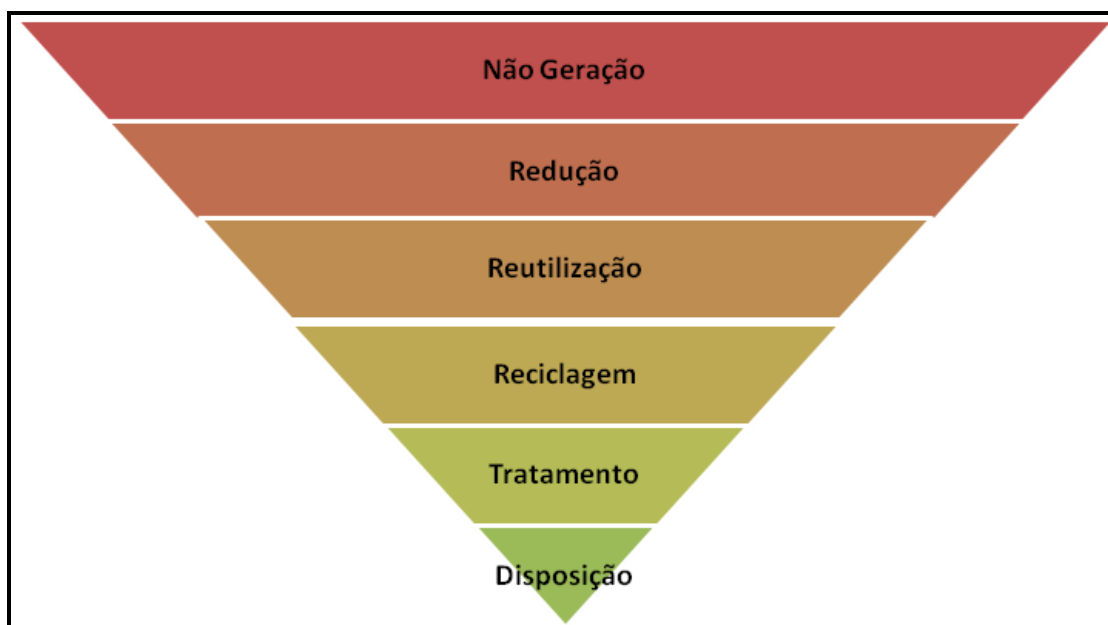 Não Geração
Redução
Reutilização
Reciclagem
Tratamento
Disposição